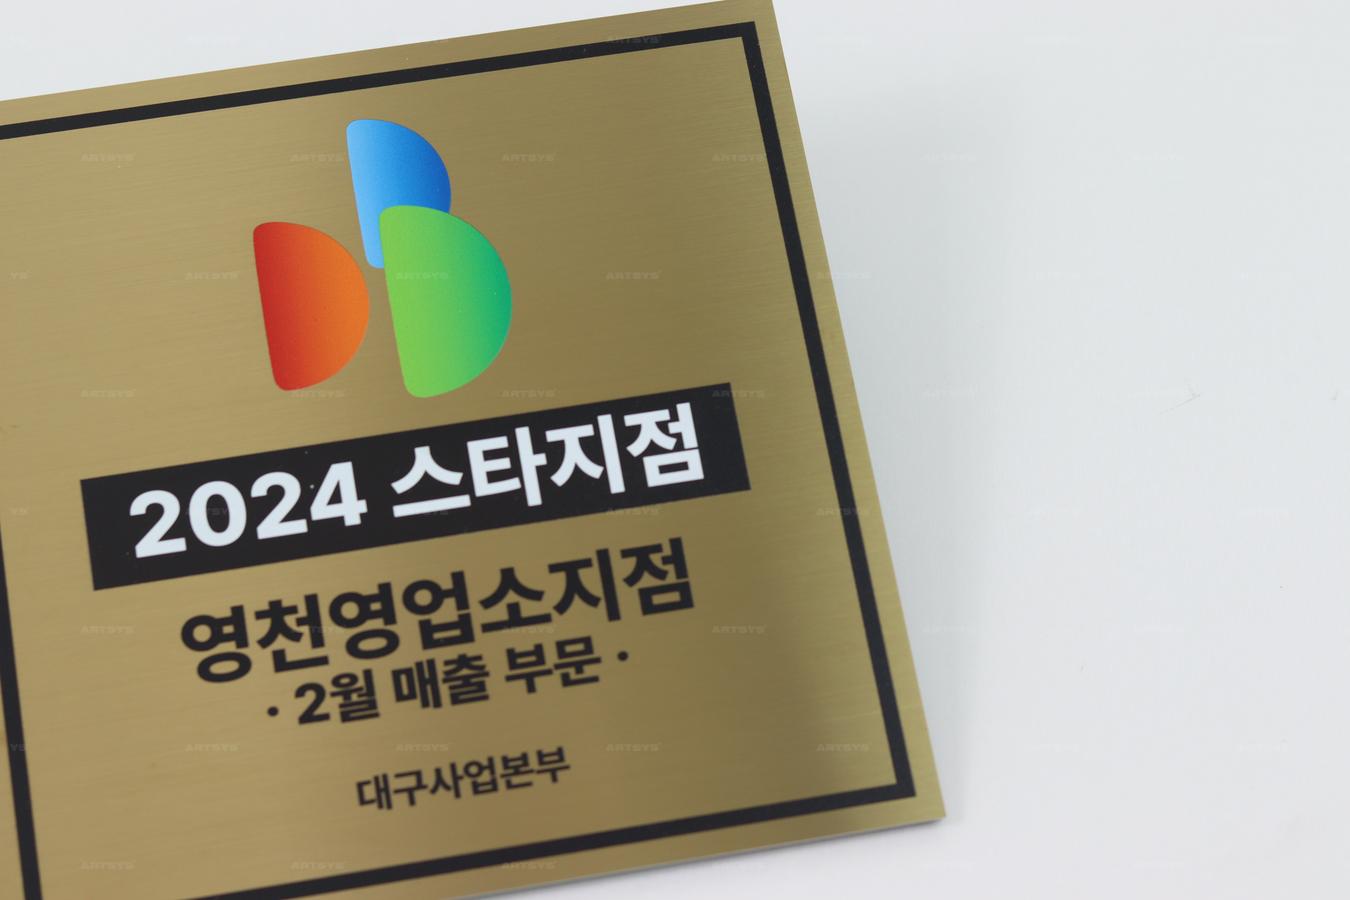 2024 스타지점
영천영업소지점
· 2월 매출 부문 ·
대구사업본부
ARTSYS